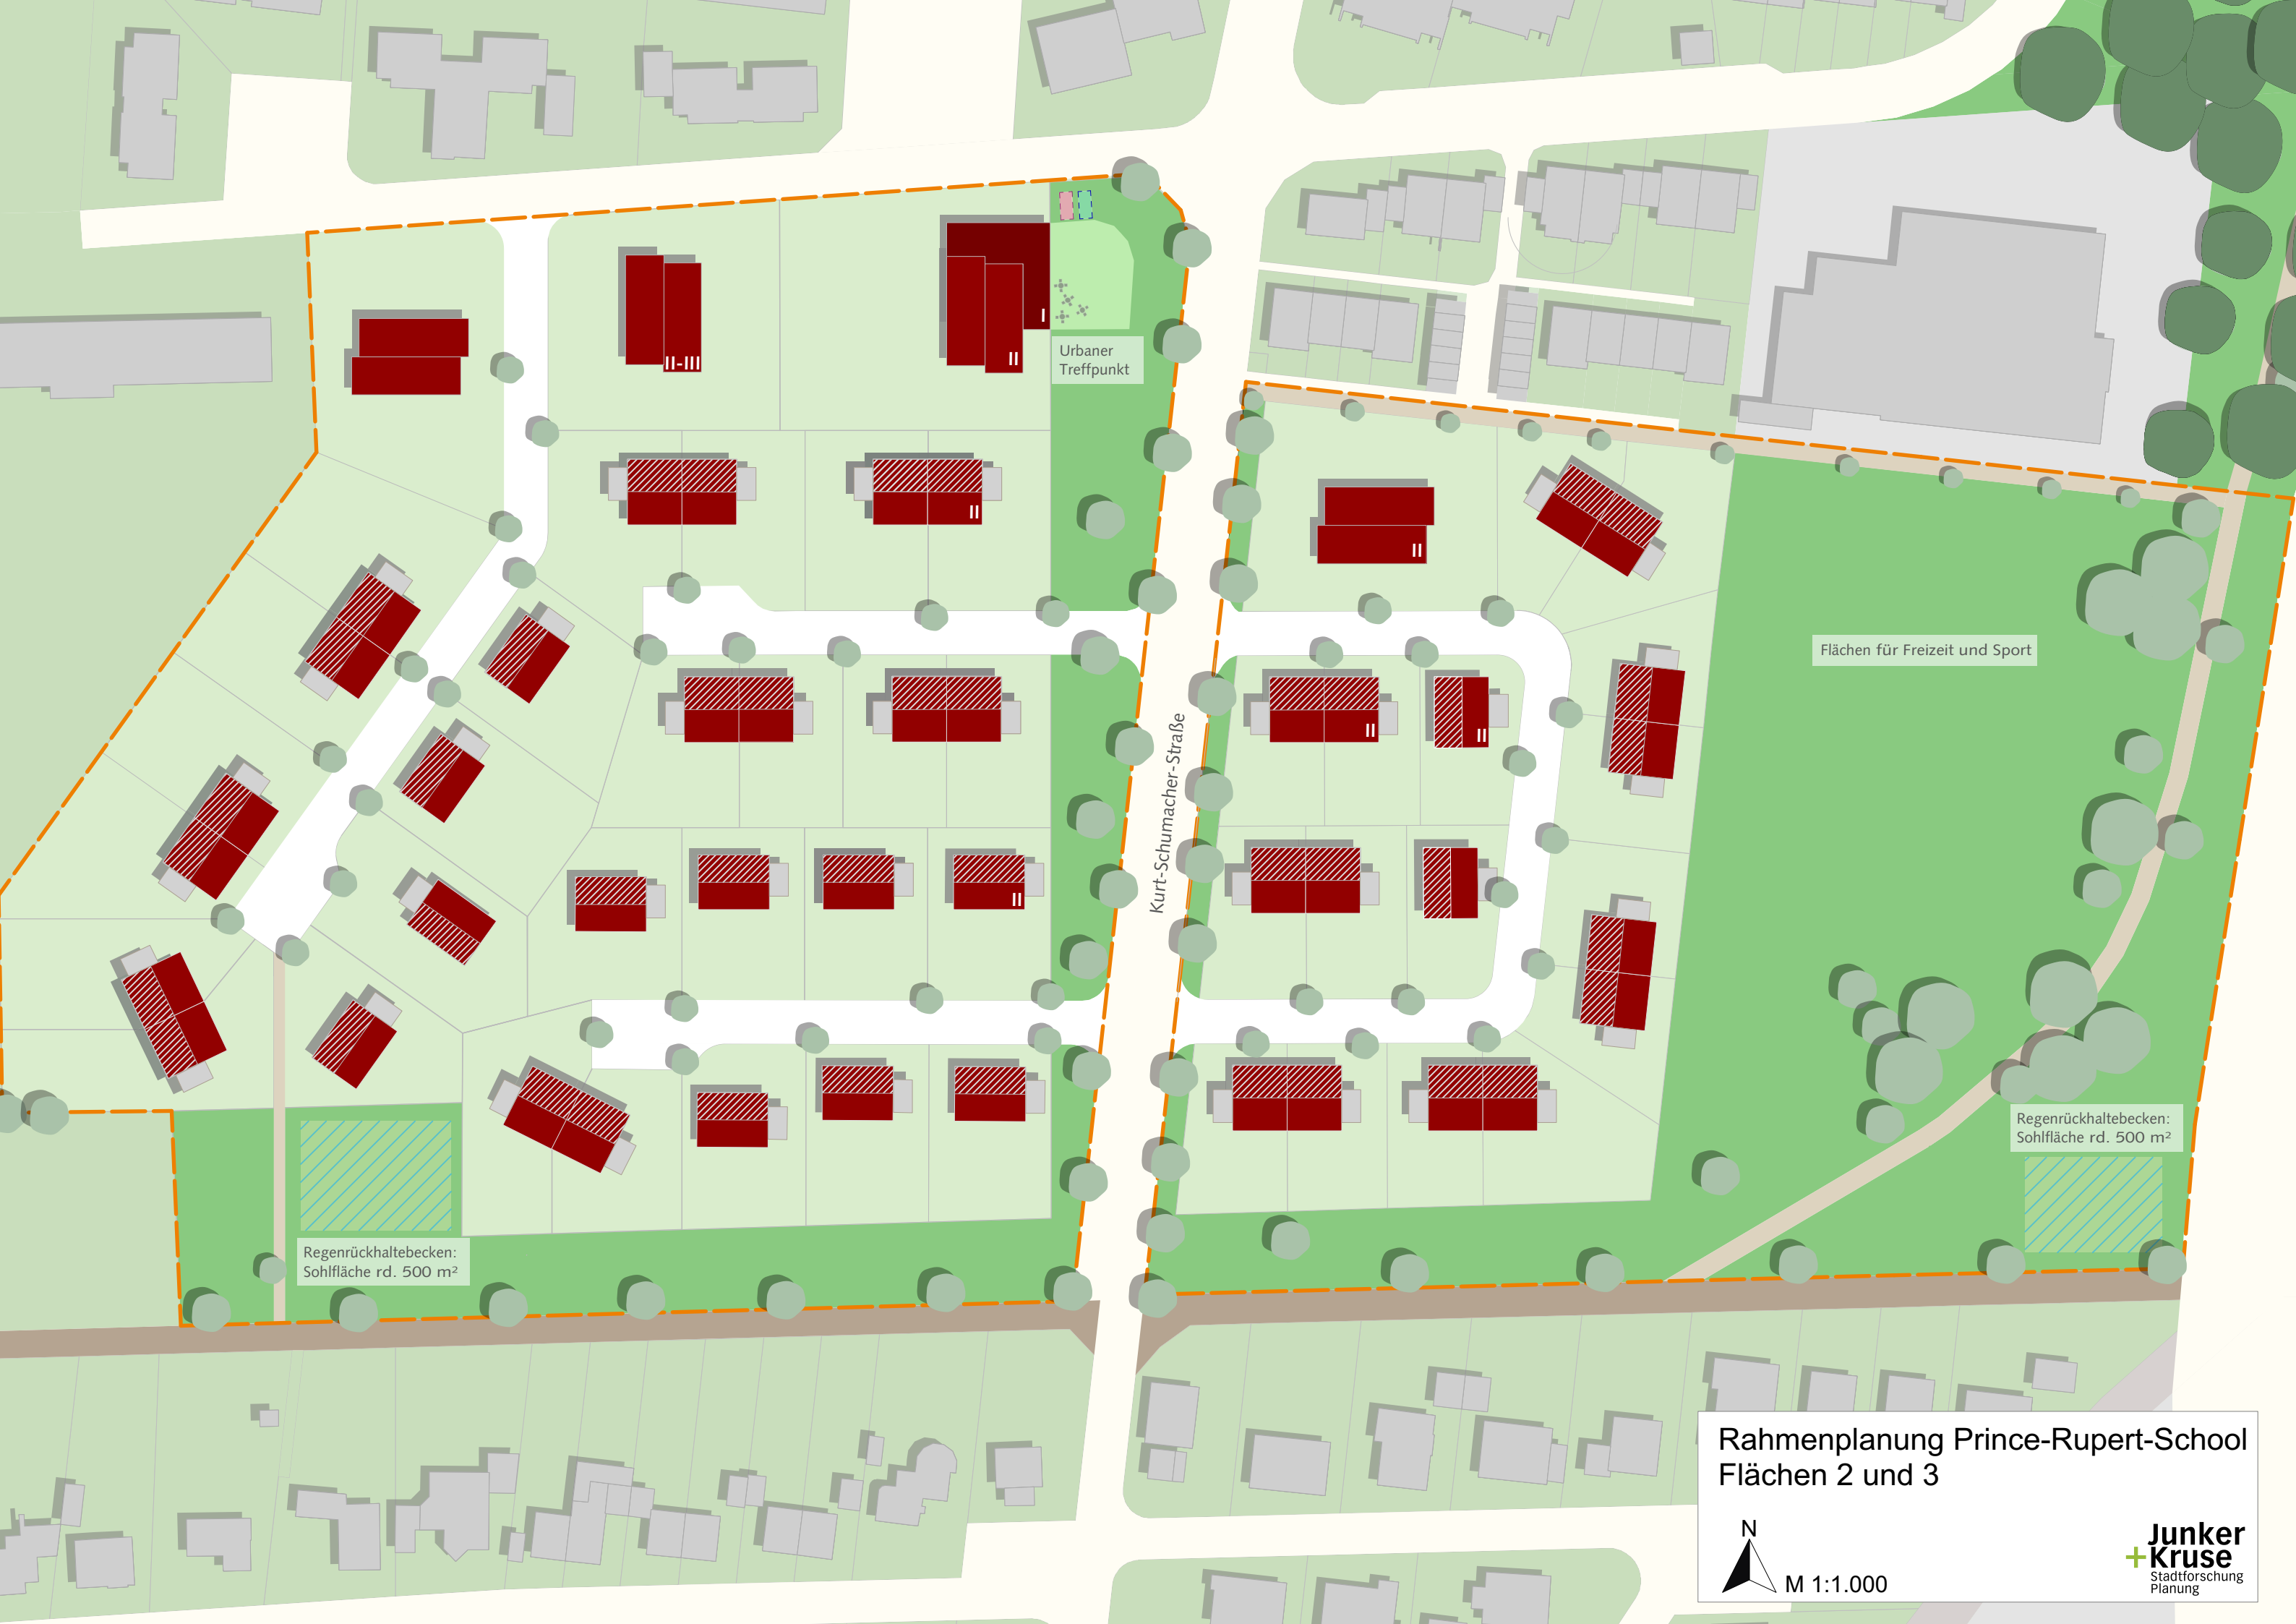 II-III
I
II
Urbaner
Treffpunkt
II
II
Flächen für Freizeit und Sport
II
II
Kurt-Schumacher-Straße
II
Regenrückhaltebecken:
Sohlfläche rd. 500 m²
Regenrückhaltebecken:
Sohlfläche rd. 500 m²
Rahmenplanung Prince-Rupert-School
Flächen 2 und 3
N
M 1:1.000
Junker
+Kruse
Stadtforschung
Planung